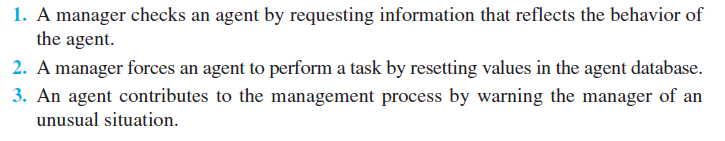 1. A manager checks an agent by requesting information that reflects the behavior of
the agent.
2. A manager forces an agent to perform a task by resetting values in the agent database.
3. An agent contributes to the management process by warning the manager of an
unusual situation.